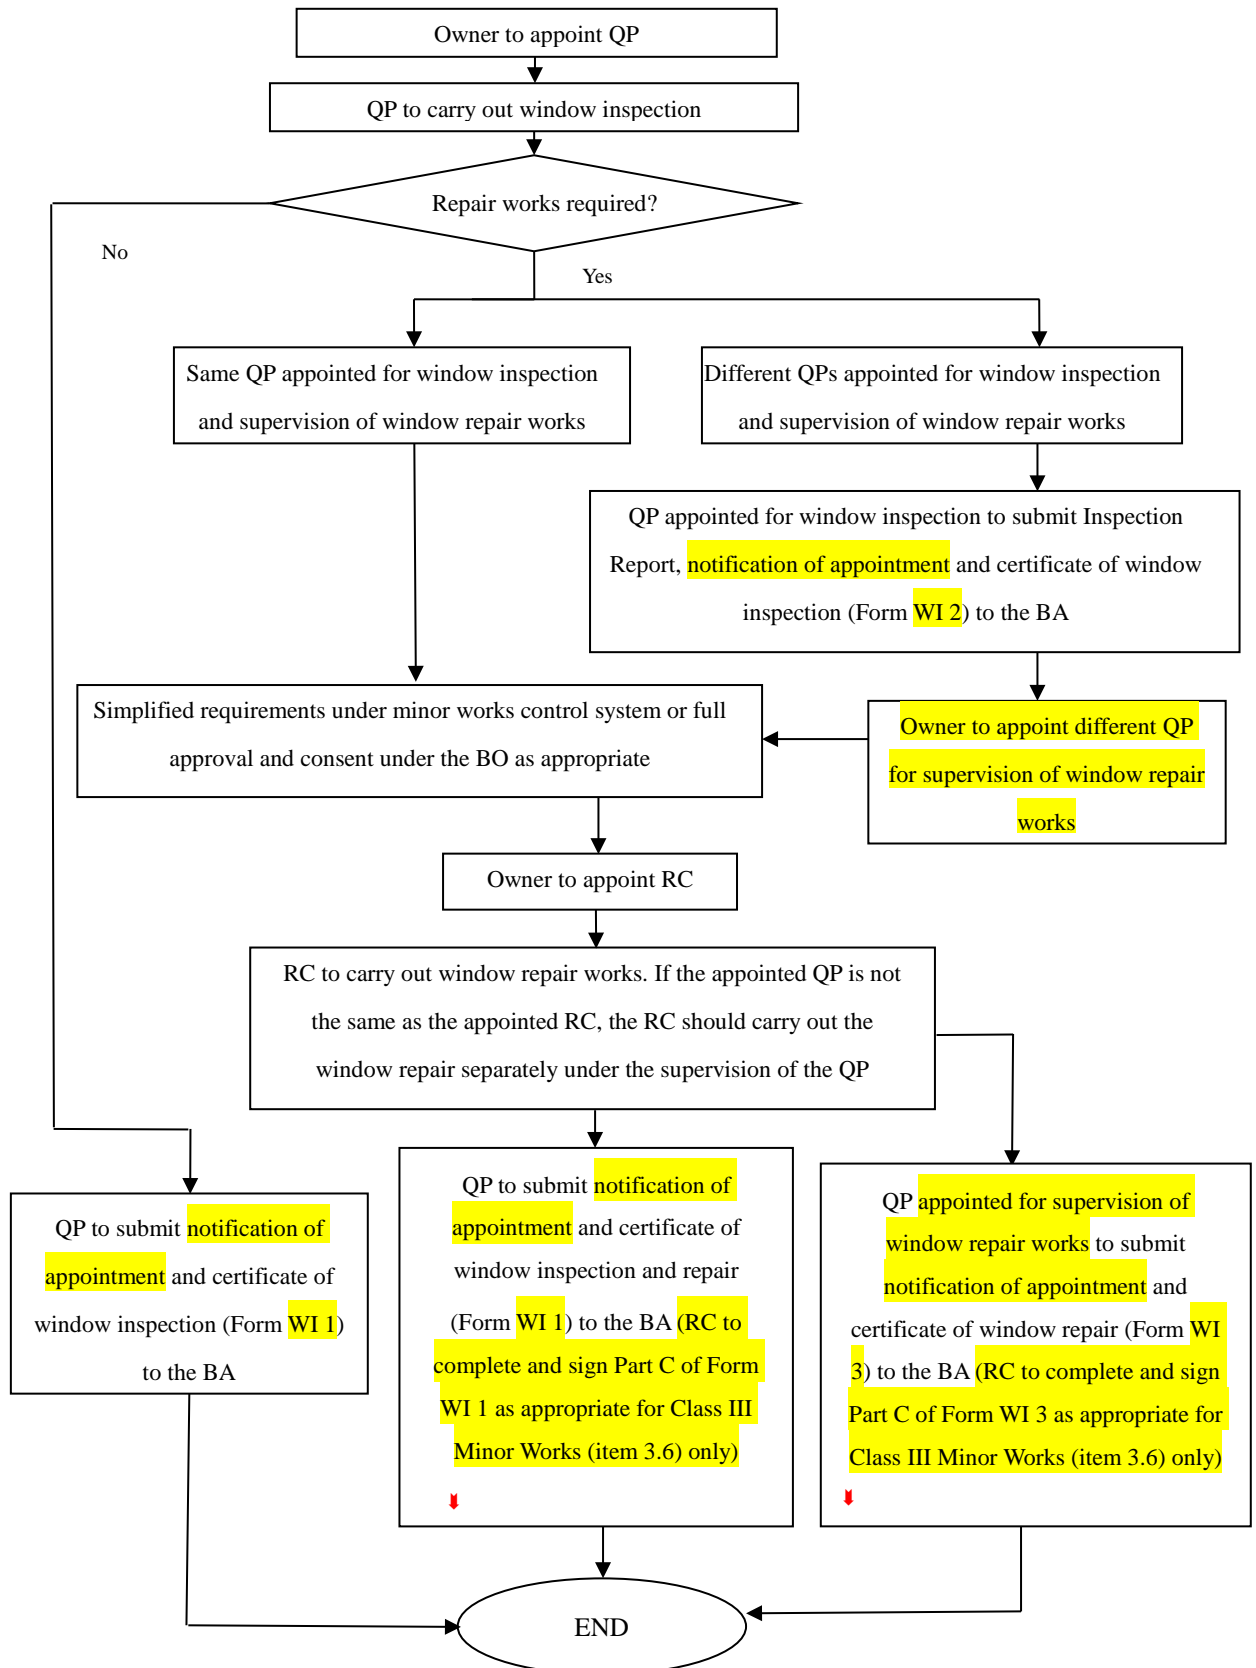 Owner to appoint QP
QP to carry out window inspection
Repair works required?
No
Yes
Same QP appointed for window inspection
and supervision of window repair works
Different QPs appointed for window inspection
and supervision of window repair works
QP appointed for window inspection to submit Inspection
Report, notification of appointment and certificate of window
inspection (Form WI 2) to the BA
Simplified requirements under minor works control system or full
approval and consent under the BO as appropriate
Owner to appoint different QP
for supervision of window repair
works
Owner to appoint RC
RC to carry out window repair works. If the appointed QP is not
the same as the appointed RC, the RC should carry out the
window repair separately under the supervision of the QP
QP to submit notification of
appointment and certificate of
window inspection (Form WI 1)
to the BA
QP to submit notification of
appointment and certificate of
window inspection and repair
(Form WI 1) to the BA (RC to
complete and sign Part C of Form
WI 1 as appropriate for Class III
Minor Works (item 3.6) only)
QP appointed for supervision of
window repair works to submit
notification of appointment and
certificate of window repair (Form WI
3) to the BA (RC to complete and sign
Part C of Form WI 3 as appropriate for
Class III Minor Works (item 3.6) only)
END